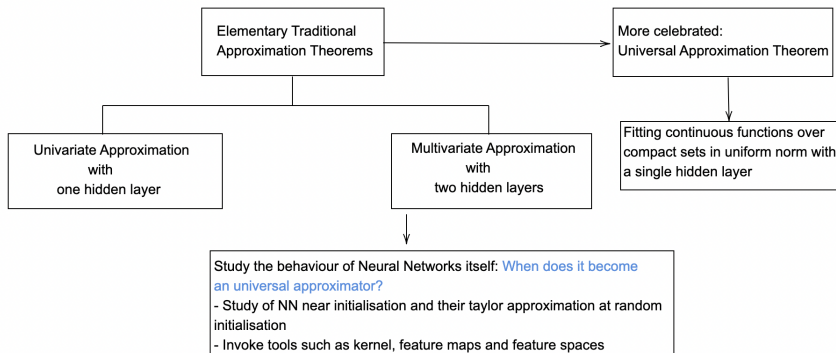 Elementary Traditional
Approximation Theorems
More celebrated:
Universal Approximation Theorem
Univariate Approximation
with
one hidden layer
Multivariate Approximation
with
two hidden layers
Fitting continuous functions over
compact sets in uniform norm with
a single hidden layer
Study the behaviour of Neural Networks itself: When does it become
an universal approximator?
- Study of NN near initialisation and their taylor approximation at random
initialisation
- Invoke tools such as kernel, feature maps and feature spaces